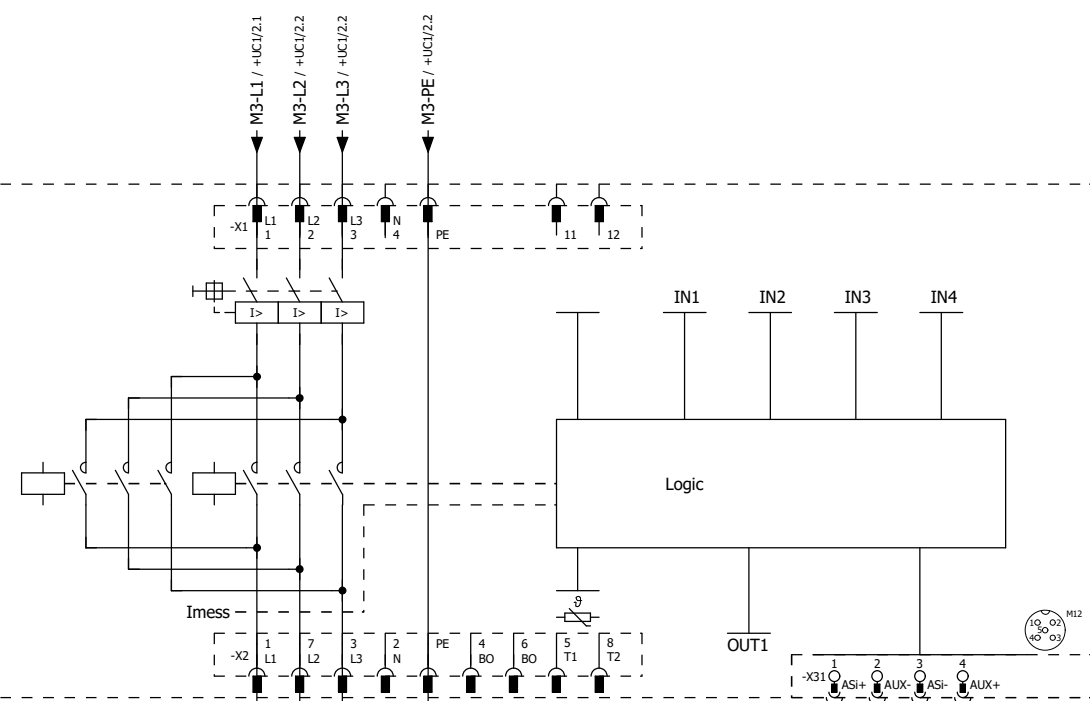 M3-L1 / +UC1/2.1
M3-L2 / +UC1/2.2
M3-L3 / +UC1/2.2
M3-PE / +UC1/2.2
-X1
L1
1
L2
2
L3
3
N
4
PE
11
12
I>
I>
I>
IN1
IN2
IN3
IN4
Logic
Imess
ϑ
OUT1
M12
1
2
5
4
3
-X2
1
L1
7
L2
3
L3
2
N
PE
4
BO
6
BO
5
T1
8
T2
-X31
1
ASi+
2
AUX-
3
ASi-
4
AUX+